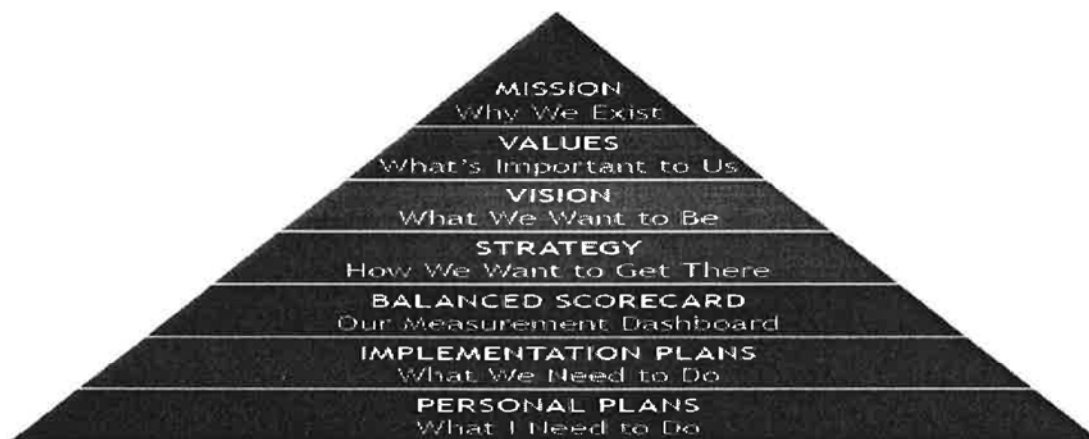 MISSION
Why We Exist
VALUES
What's Important to Us
VISION
What We Want to Be
STRATEGY
How We Want to Get There
BALANCED SCORECARD
Our Measurement Dashboard
IMPLEMENTATION PLANS
What We Need to Do
PERSONAL PLANS
What I Need to Do